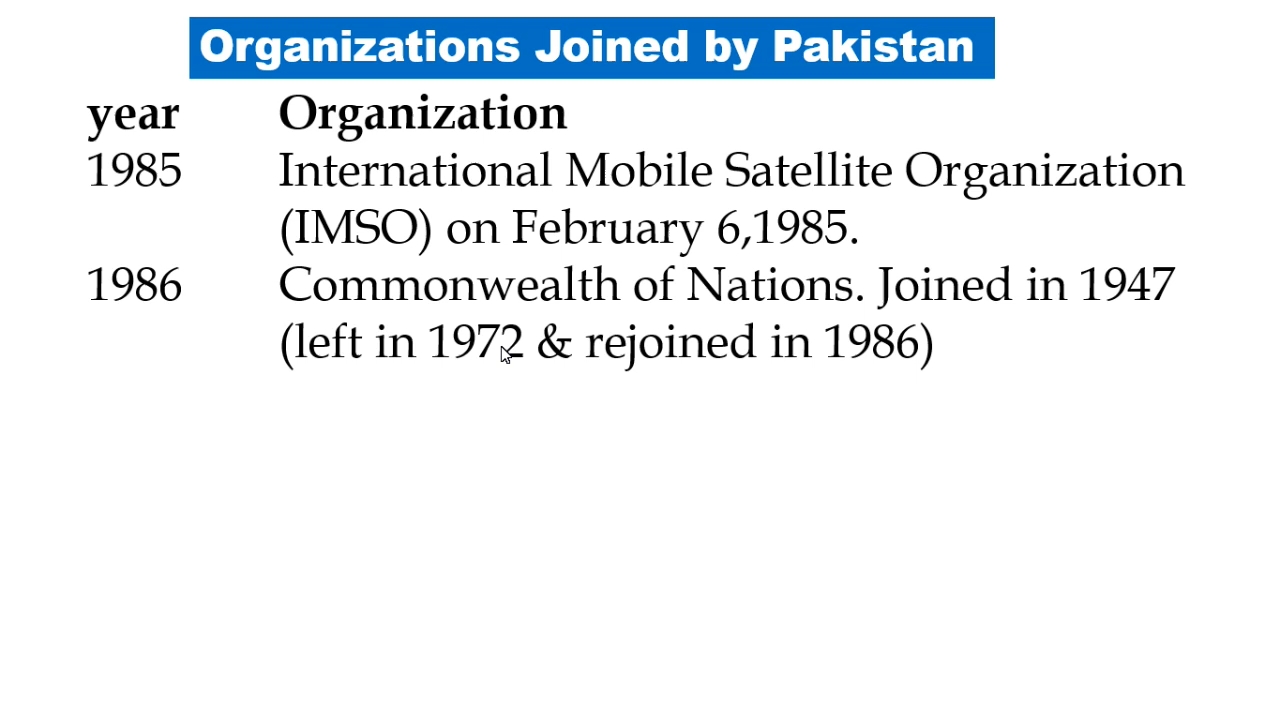 Organizations Joined by Pakistan
year Organization
1985 International Mobile Satellite Organization
(IMSO) on February 6,1985.
1986 Commonwealth of Nations. Joined in 1947
(left in 1972 & rejoined in 1986)